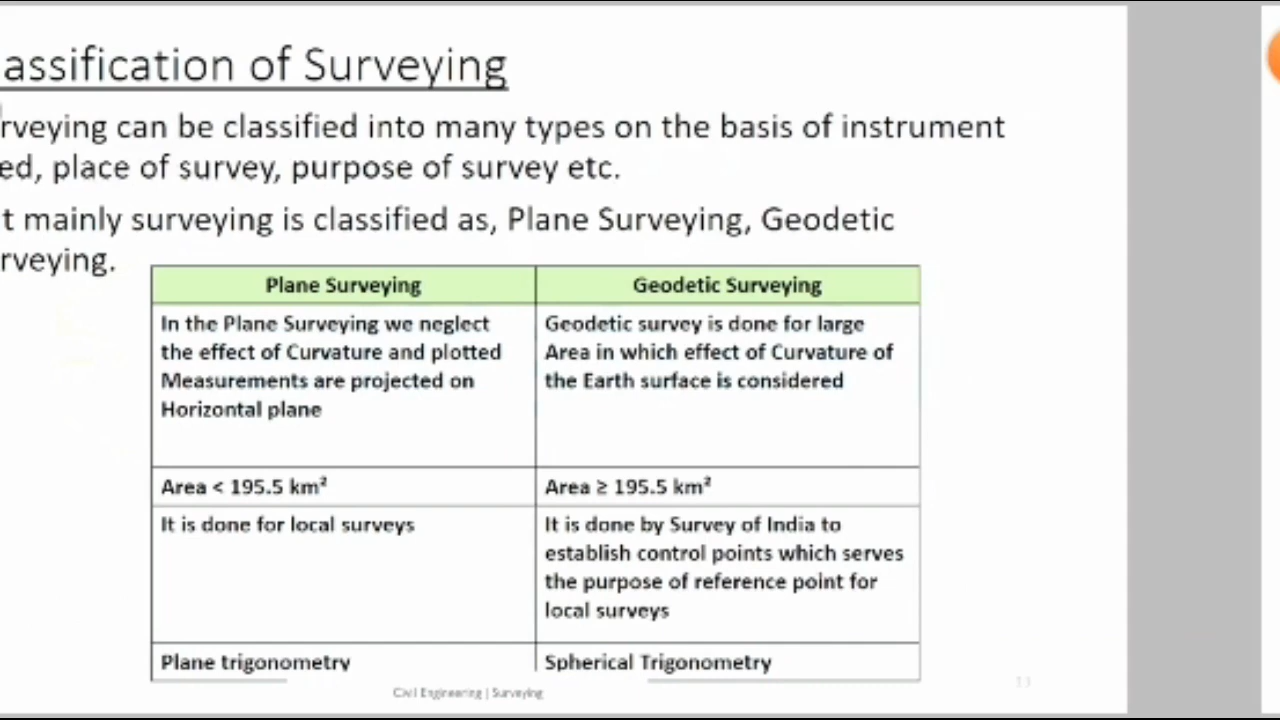 assification of Surveying
rveying can be classified into many types on the basis of instrument
ed, place of survey, purpose of survey etc.
t mainly surveying is classified as, Plane Surveying, Geodetic
rveying.
Plane Surveying
Geodetic Surveying
In the Plane Surveying we neglect
the effect of Curvature and plotted
Measurements are projected on
Horizontal plane
Geodetic survey is done for large
Area in which effect of Curvature of
the Earth surface is considered
Area < 195.5 km²
Area ≥ 195.5 km²
It is done for local surveys
It is done by Survey of India to
establish control points which serves
the purpose of reference point for
local surveys
Plane trigonometry
Spherical Trigonometry
Civil Engineering | Surveying